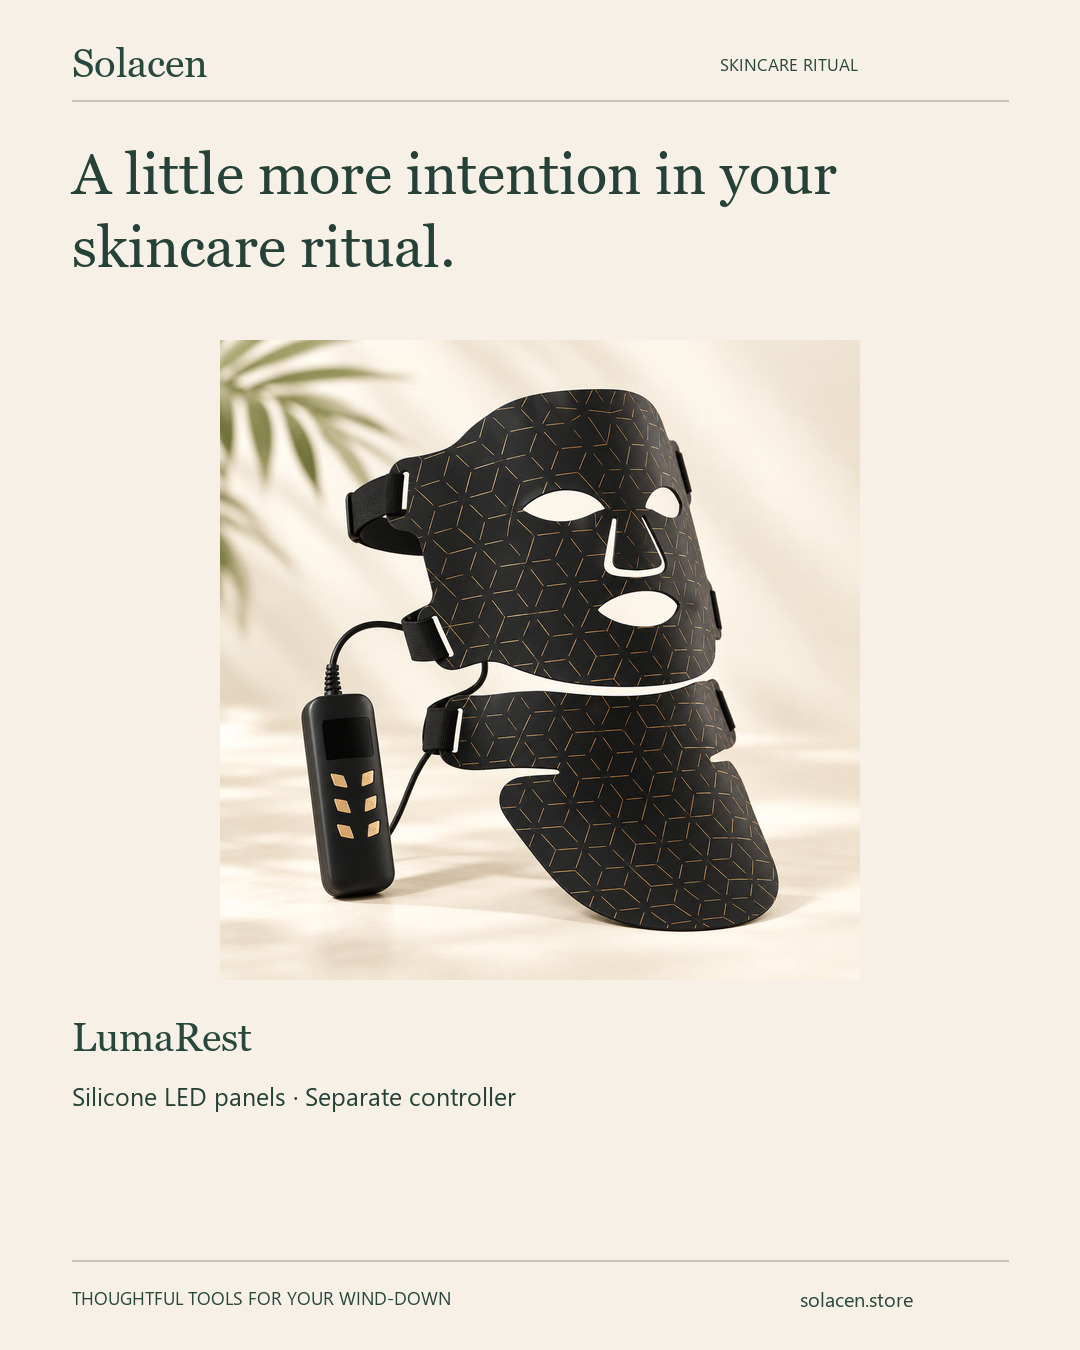 Solacen
SKINCARE RITUAL
A little more intention in your
skincare ritual.
LumaRest
Silicone LED panels · Separate controller
THOUGHTFUL TOOLS FOR YOUR WIND-DOWN
solacen.store